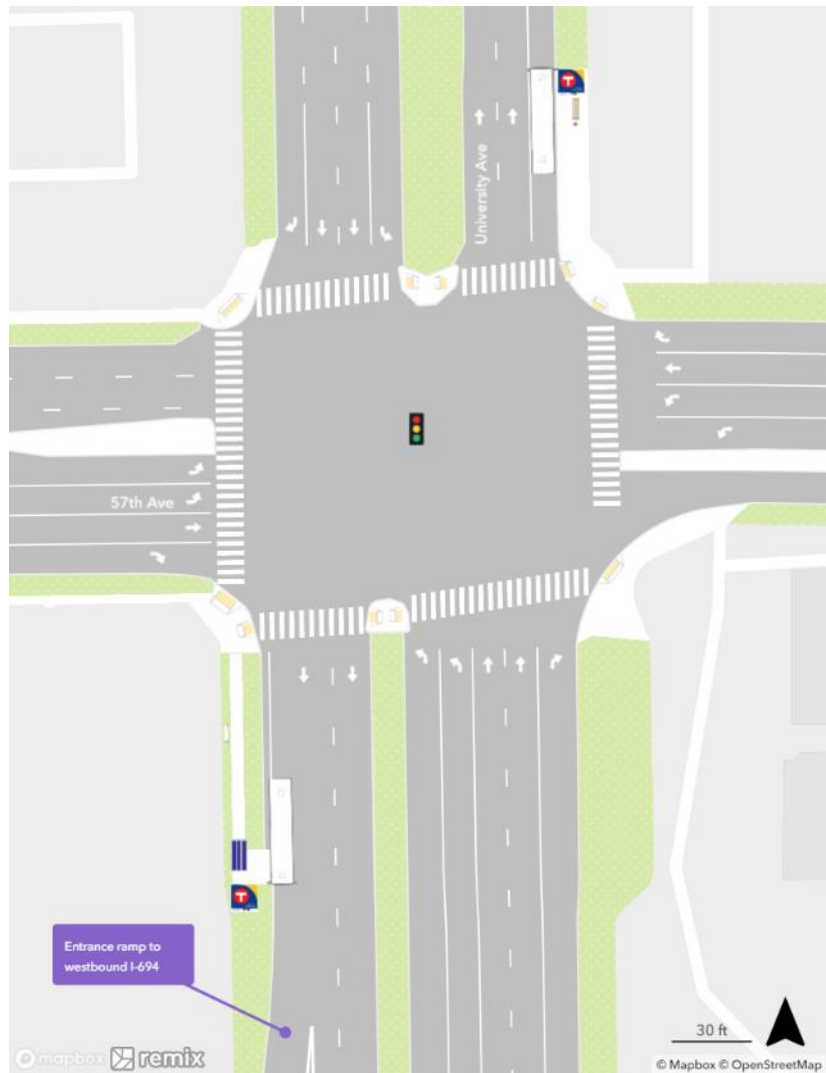 University Ave
57th Ave
Entrance ramp to
westbound I-694
30 ft
mapbox remix
© Mapbox © OpenStreetMap
T
T